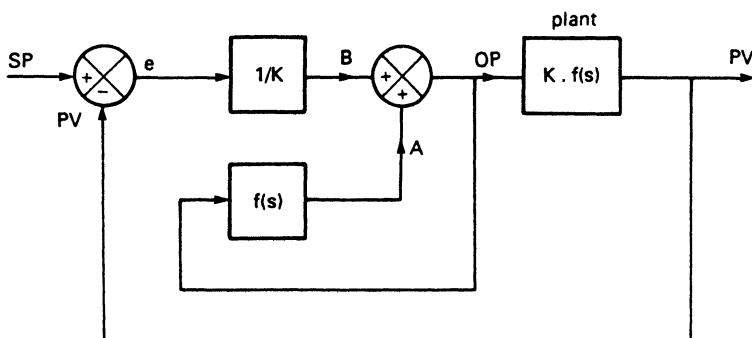 plant
SP
+
−
e
1/K
B
+
+
OP
K . f(s)
PV
PV
A
f(s)